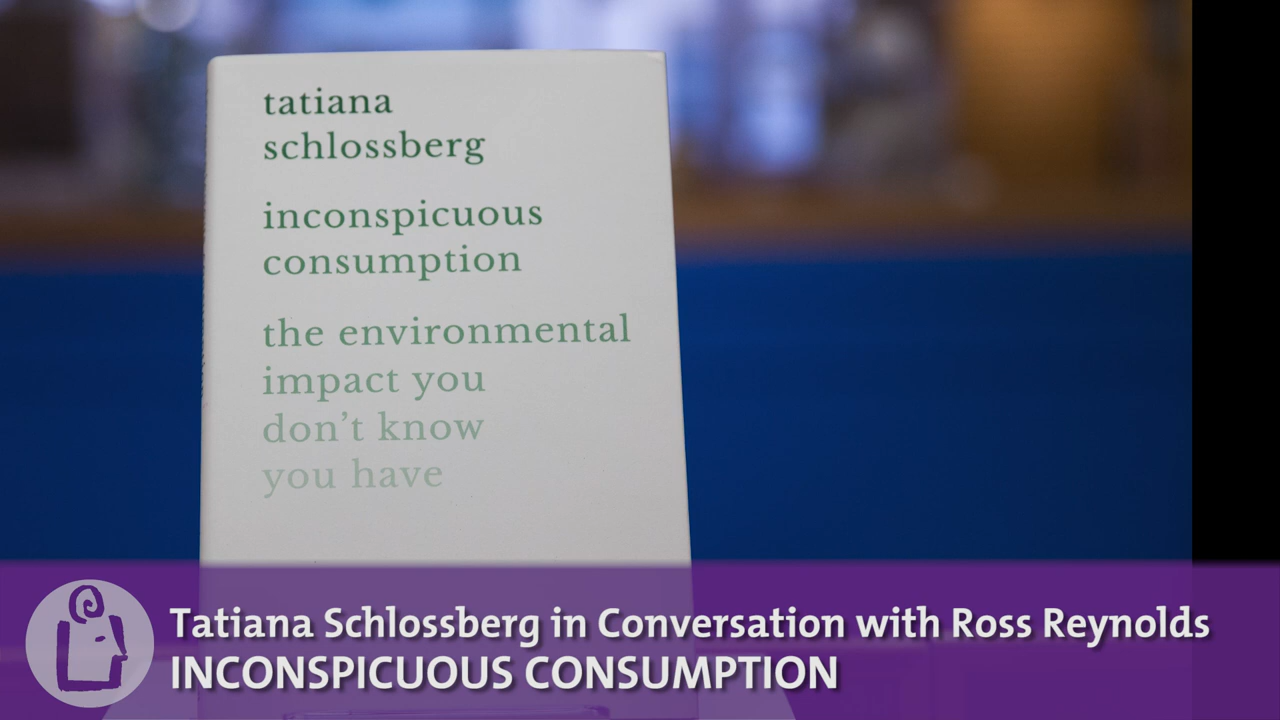 tatiana
schlossberg
inconspicuous
consumption
the environmental
impact you
don't know
you have
Tatiana Schlossberg in Conversation with Ross Reynolds
INCONSPICUOUS CONSUMPTION